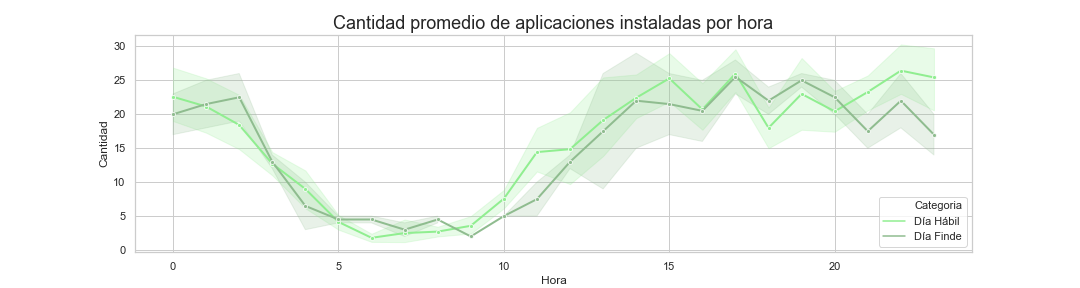 Cantidad promedio de aplicaciones instaladas por hora
Cantidad
30
25
20
15
10
5
0
0 5 10 15 20
Hora
Categoria
Día Hábil
Día Finde